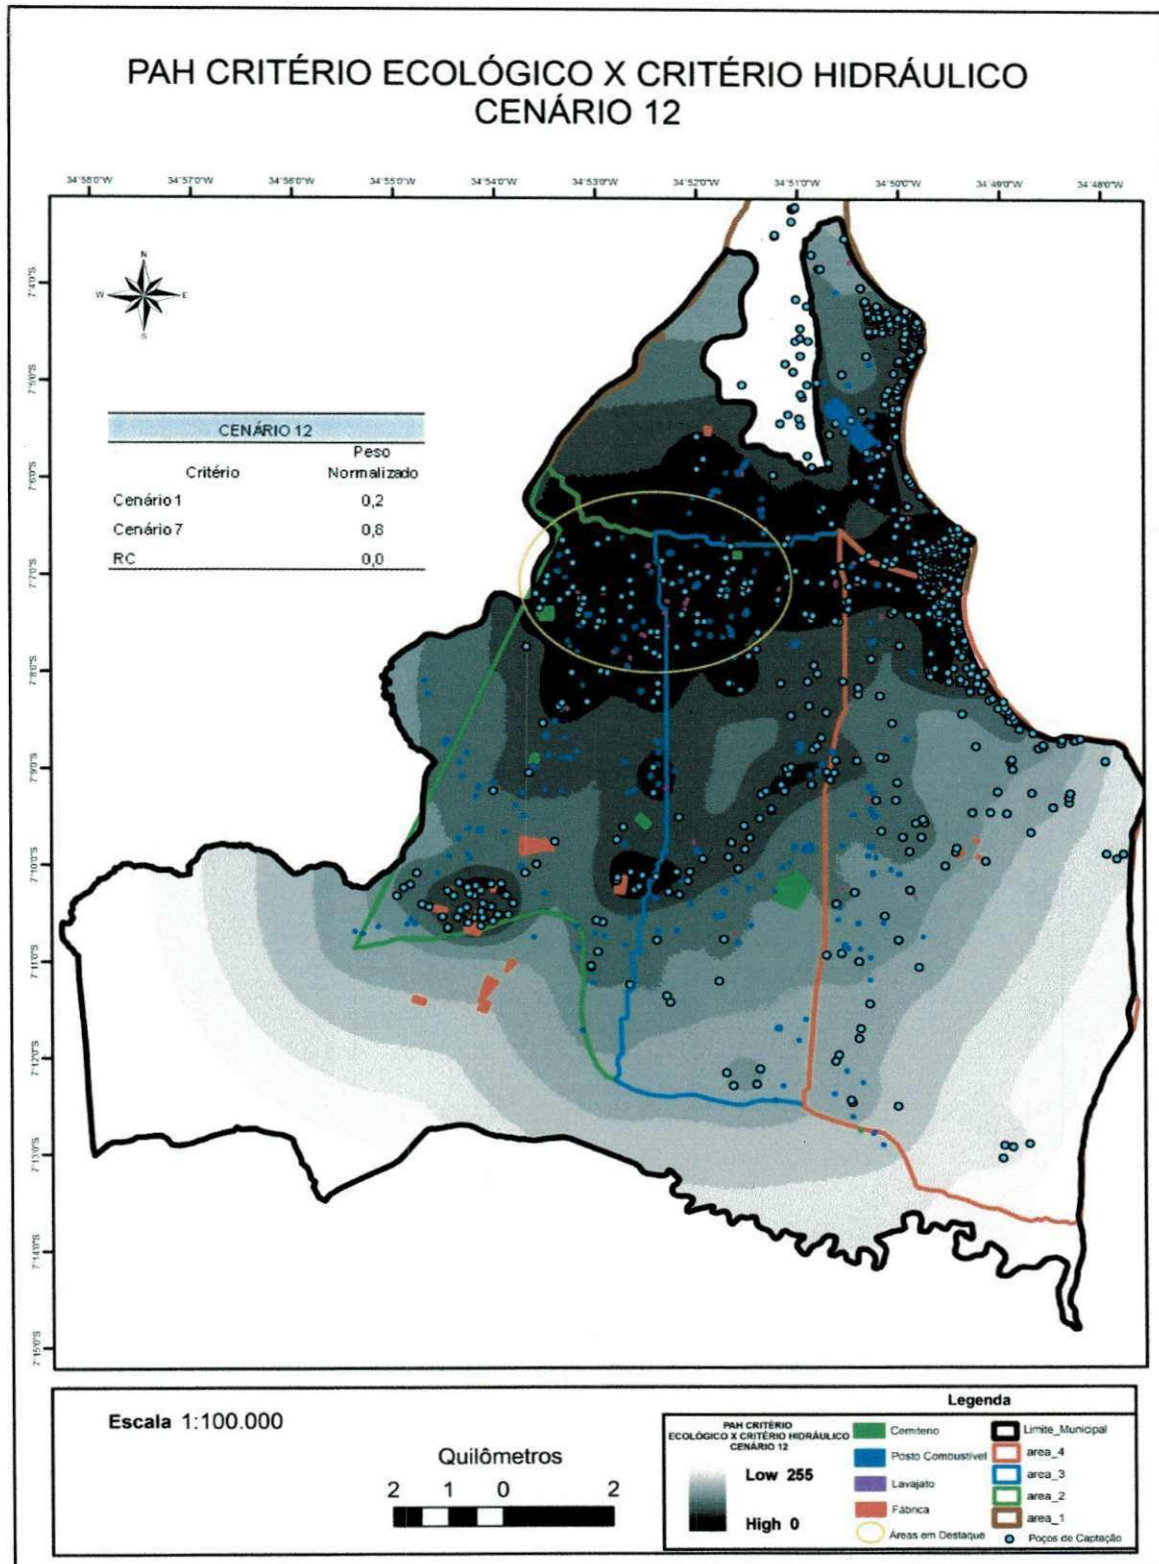 PAH CRITÉRIO ECOLÓGICO X CRITÉRIO HIDRÁULICO
CENÁRIO 12
34°58'0"W 34°57'0"W 34°56'0"W 34°55'0"W 34°54'0"W 34°53'0"W 34°52'0"W 34°51'0"W 34°50'0"W 34°49'0"W 34°48'0"W
N
W E
S
7°4'0"S
7°5'0"S
7°6'0"S
7°7'0"S
7°8'0"S
7°9'0"S
7°10'0"S
7°11'0"S
7°12'0"S
7°13'0"S
7°14'0"S
7°15'0"S
CENÁRIO 12
Critério Peso Normalizado
Cenário 1 0,2
Cenário 7 0,8
RC 0,0
Escala 1:100.000
Quilômetros
2 1 0 2
Legenda
PAH CRITÉRIO
ECOLÓGICO X CRITÉRIO HIDRÁULICO
CENÁRIO 12
Low 255
High 0
Cemiterio
Posto Combustível
Lavajato
Fábrica
Áreas em Destaque
Limite_Municipal
area_4
area_3
area_2
area_1
Poços de Captação